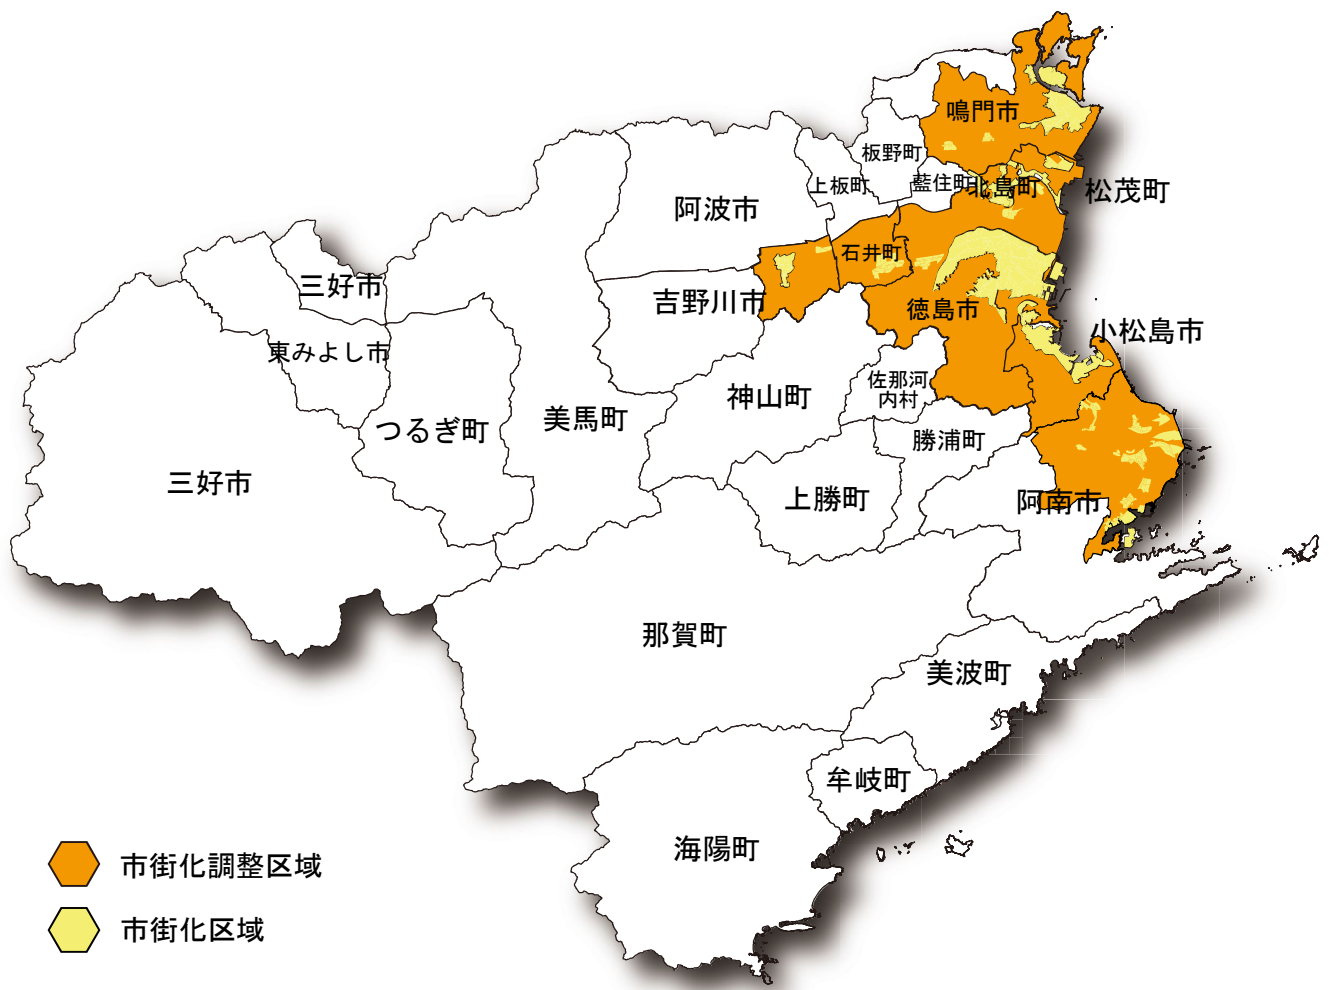 鳴門市
板野町
上板町
藍住町
北島町
松茂町
阿波市
石井町
三好市
吉野川市
徳島市
小松島市
東みよし市
佐那河
内村
神山町
美馬町
つるぎ町
勝浦町
三好市
上勝町
阿南市
那賀町
美波町
牟岐町
海陽町
市街化調整区域
市街化区域